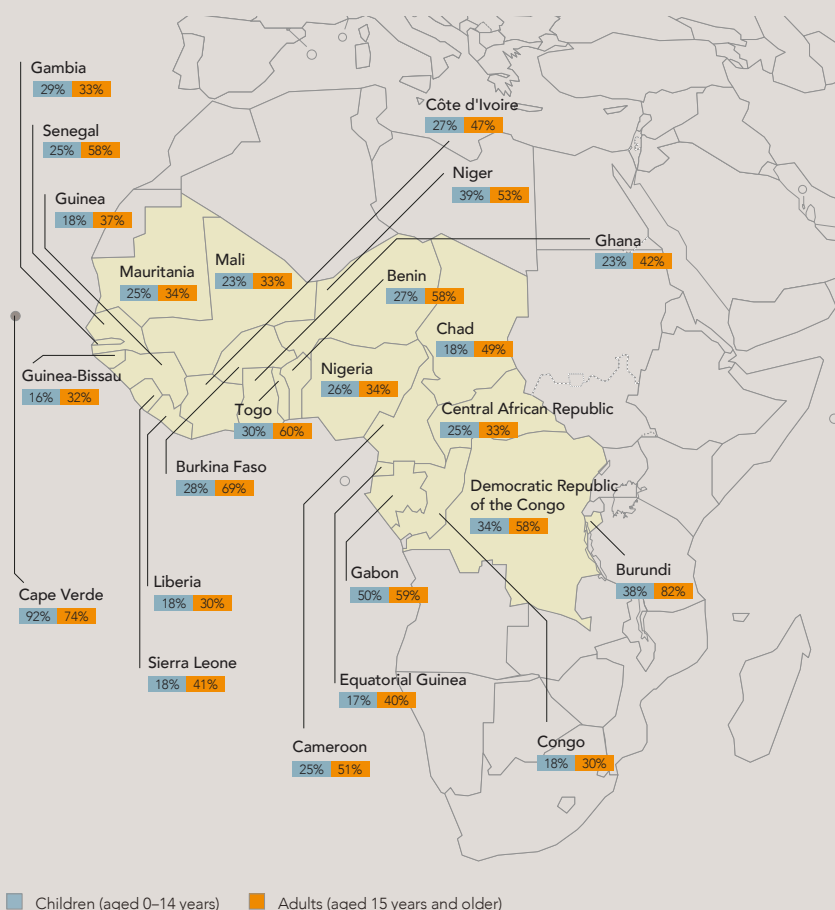 Gambia
29% 33%
Côte d'Ivoire
27% 47%
Senegal
25% 58%
Niger
39% 53%
Guinea
18% 37%
Ghana
23% 42%
Mali
23% 33%
Mauritania
25% 34%
Benin
27% 58%
Chad
18% 49%
Nigeria
26% 34%
Guinea-Bissau
16% 32%
Togo
30% 60%
Central African Republic
25% 33%
Burkina Faso
28% 69%
Democratic Republic
of the Congo
34% 58%
Gabon
50% 59%
Burundi
38% 82%
Liberia
18% 30%
Cape Verde
92% 74%
Sierra Leone
18% 41%
Equatorial Guinea
17% 40%
Cameroon
25% 51%
Congo
18% 30%
Children (aged 0–14 years) Adults (aged 15 years and older)